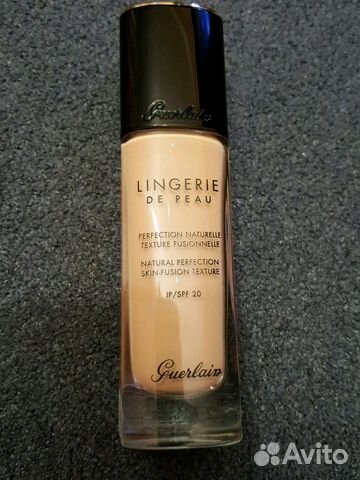 Guerlain
LINGERIE
DE PEAU
PERFECTION NATURELLE
TEXTURE FUSIONNELLE
NATURAL PERFECTION
SKIN-FUSION TEXTURE
IP/SPF 20
Guerlain
Avito